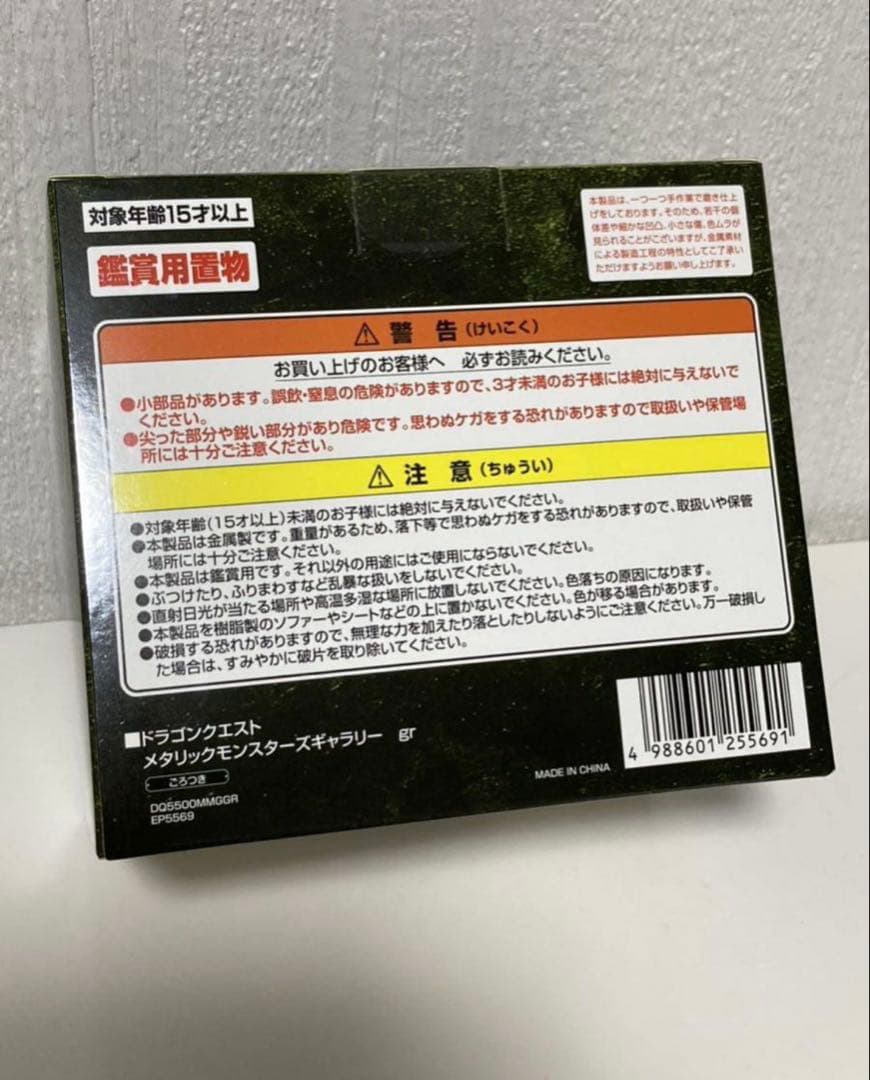 対象年齢15才以上
鑑賞用置物
本製品は、一つ一つ手作業で磨き仕上
げをしております。そのため、若干の個
体差や細かな凹凸、小さな傷、色ムラが
見られることがございますが、金属素材
による製造工程の特性としてご了承い
ただけますようお願い申し上げます。
⚠ 警 告 (けいこく)
お買い上げのお客様へ 必ずお読みください。
●小部品があります。誤飲・窒息の危険がありますので、3才未満のお子様には絶対に与えないで
ください。
●尖った部分や鋭い部分があり危険です。思わぬケガをする恐れがありますので取扱いや保管場
所には十分ご注意ください。
⚠ 注 意 (ちゅうい)
●対象年齢(15才以上)未満のお子様には絶対に与えないでください。
●本製品は金属製です。重量があるため、落下等で思わぬケガをする恐れがありますので、取扱いや保管
場所には十分ご注意ください。
●本製品は鑑賞用です。それ以外の用途にはご使用にならないでください。
●ぶつけたり、ふりまわすなど乱暴な扱いをしないでください。
●直射日光が当たる場所や高温多湿な場所に放置しないでください。色落ちの原因になります。
●本製品を樹脂製のソファーやシートなどの上に置かないでください。色が移る場合があります。
●破損する恐れがありますので、無理な力を加えたり落としたりしないようにご注意ください。万一破損し
た場合は、すみやかに破片を取り除いてください。
■ドラゴンクエスト
メタリックモンスターズギャラリー gr
ごろつき
DQ5500MMGGR
EP5569
MADE IN CHINA
4 988601 255691